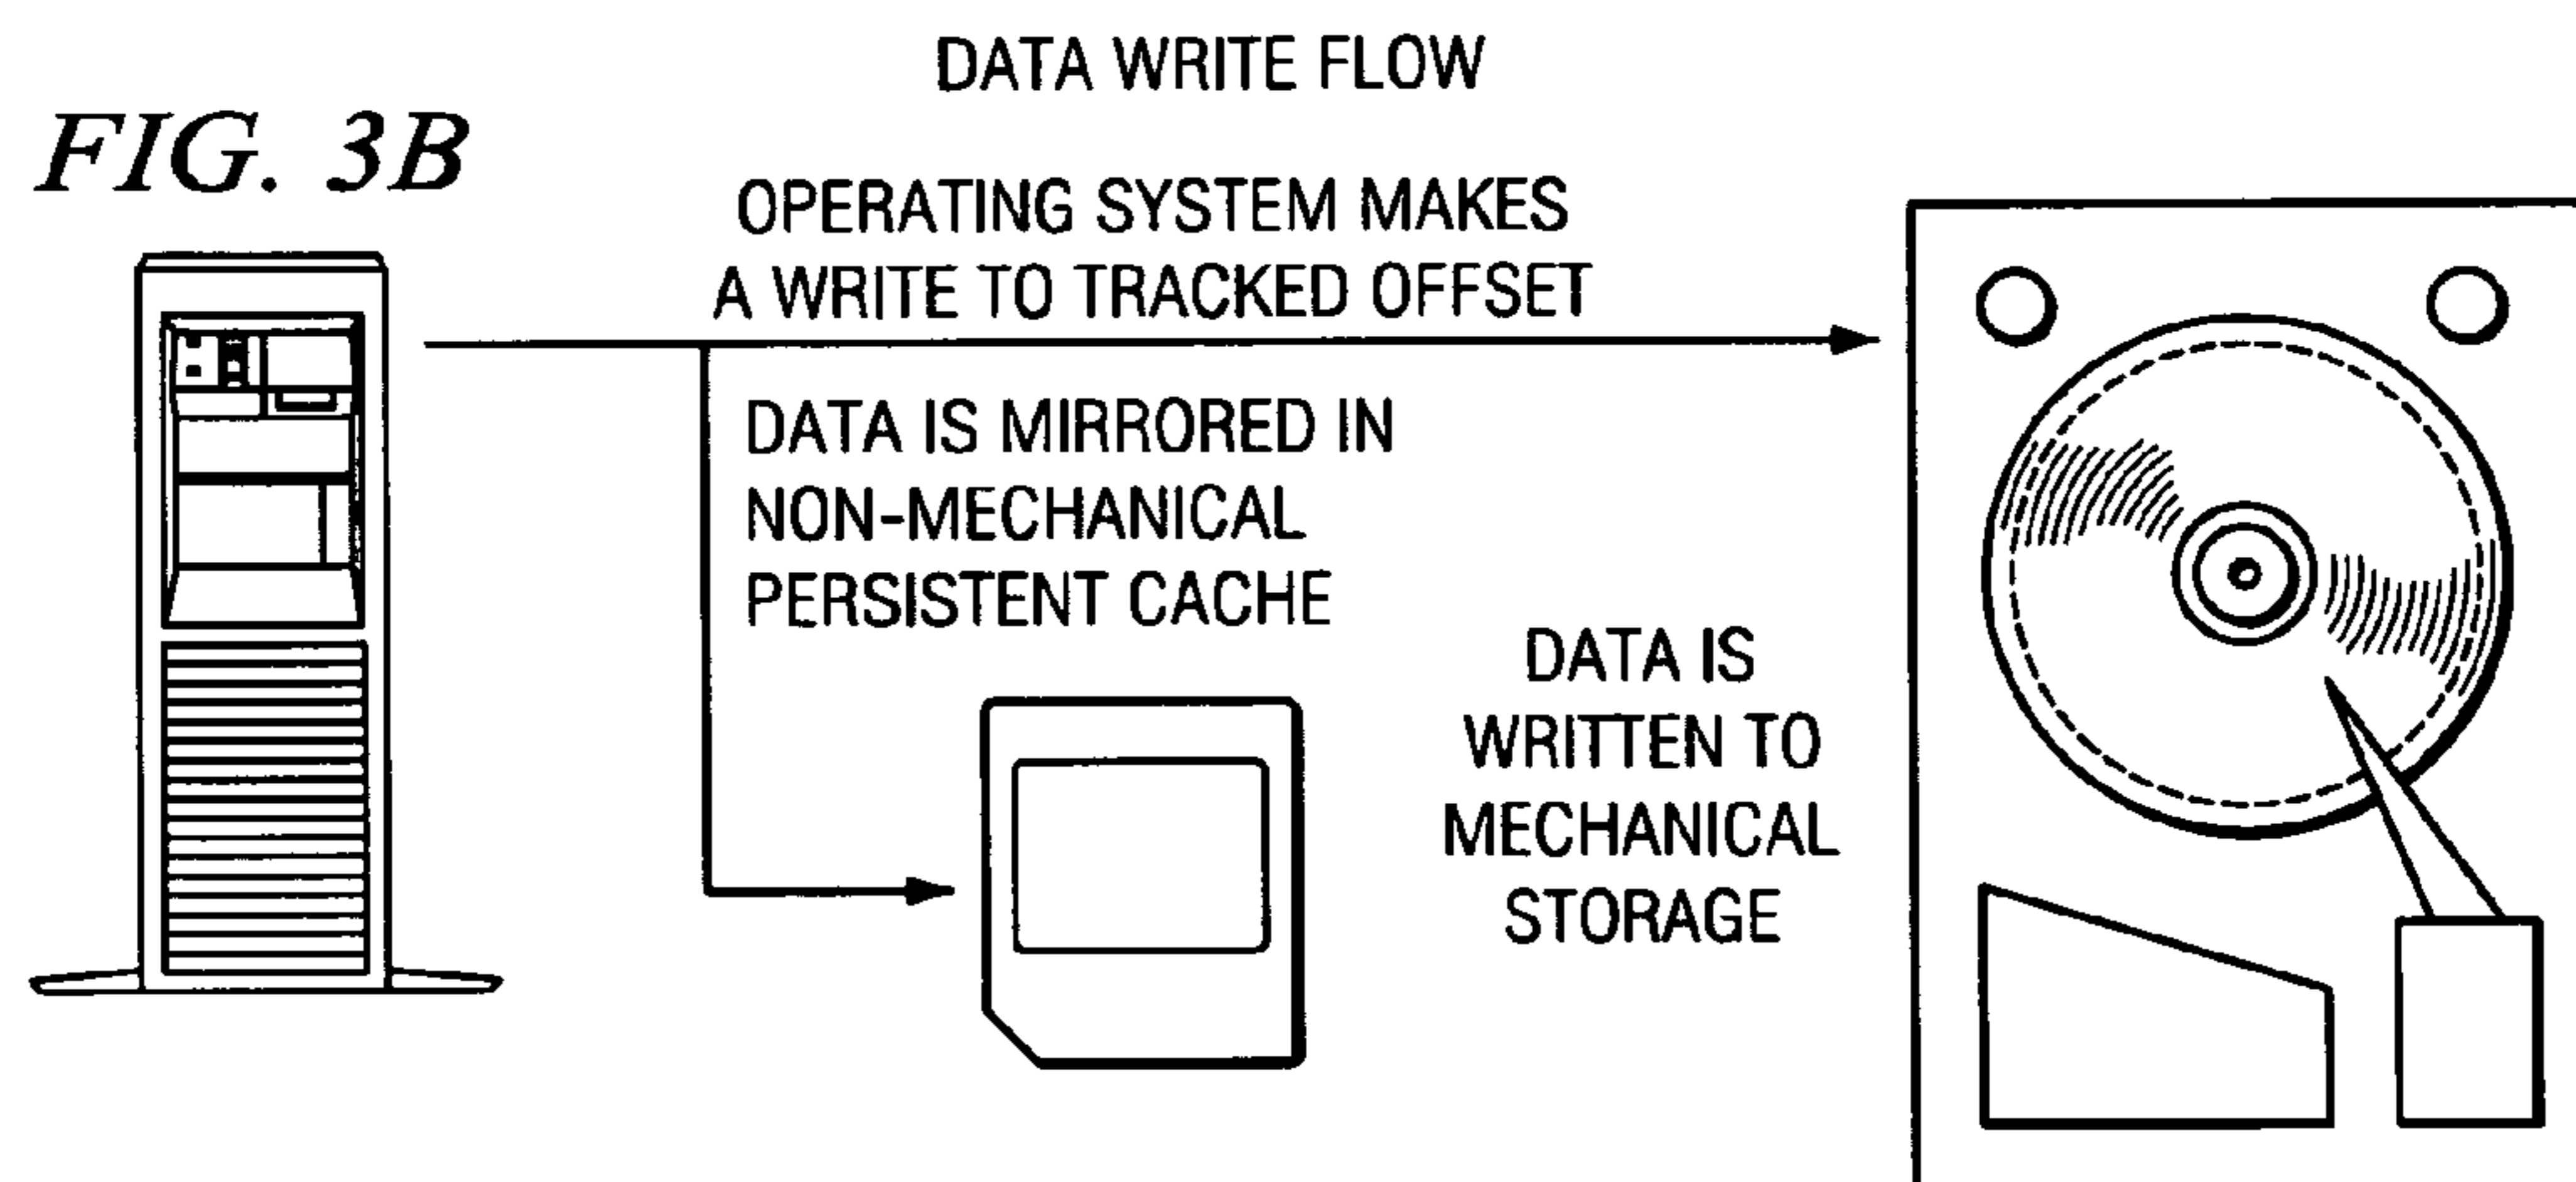 DATA WRITE FLOW
FIG. 3B
OPERATING SYSTEM MAKES
A WRITE TO TRACKED OFFSET
DATA IS MIRRORED IN
NON-MECHANICAL
PERSISTENT CACHE
DATA IS
WRITTEN TO
MECHANICAL
STORAGE